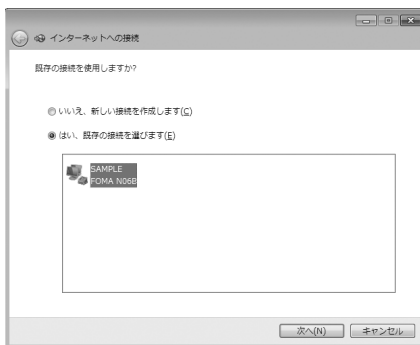 インターネットへの接続
既存の接続を使用しますか?
いいえ、新しい接続を作成します(C)
はい、既存の接続を選びます(E)
SAMPLE
FOMA N06B
次へ(N)
キャンセル